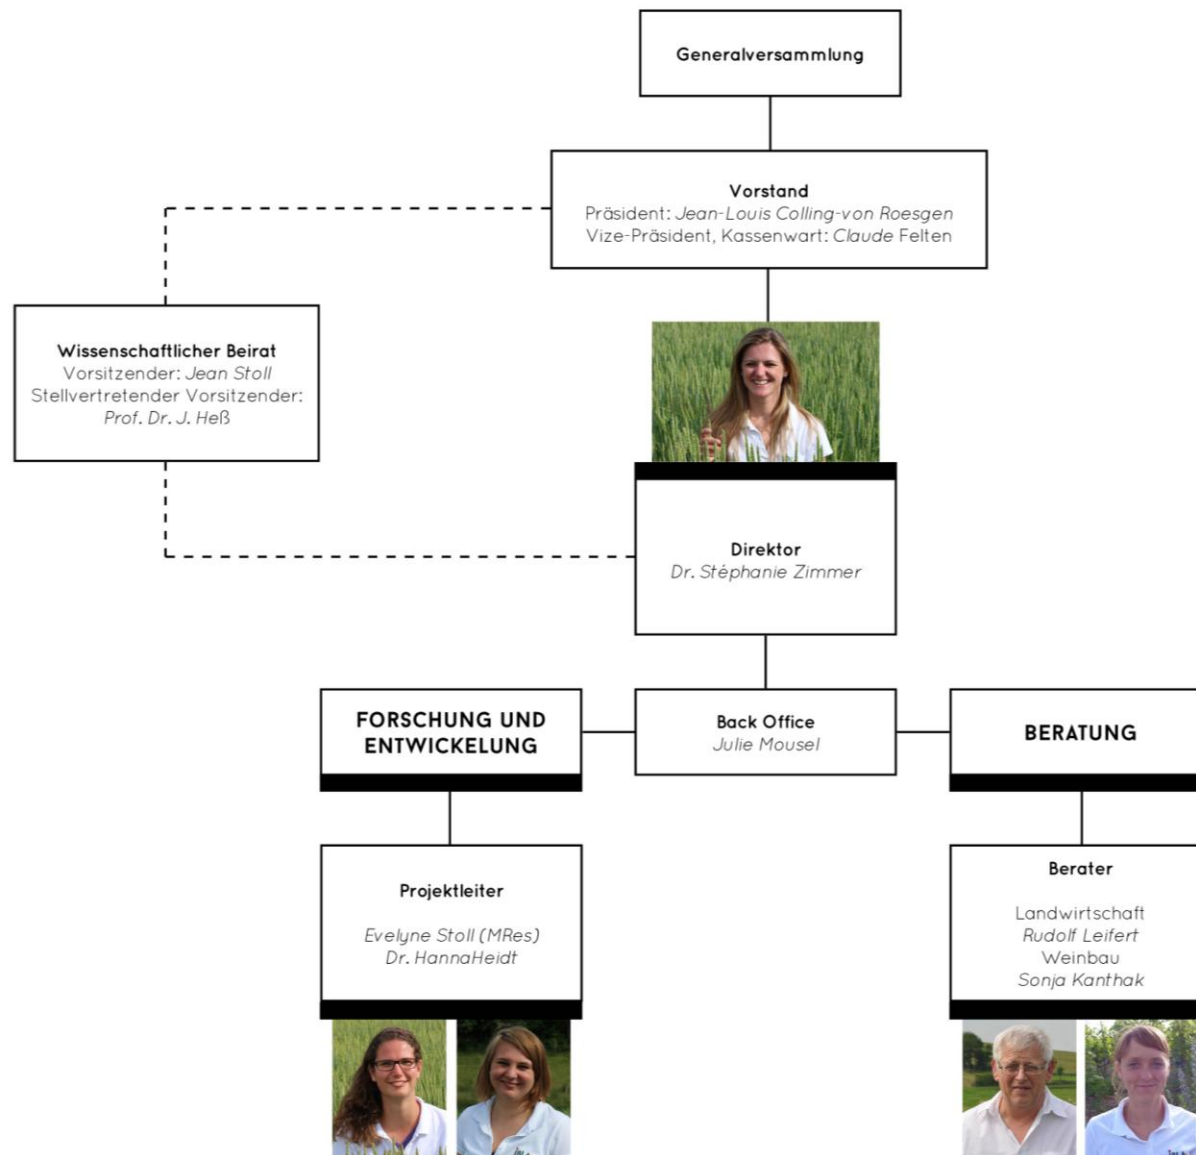 Generalversammlung
Vorstand
Präsident: Jean-Louis Colling-von Roesgen
Vize-Präsident, Kassenwart: Claude Felten
Wissenschaftlicher Beirat
Vorsitzender: Jean Stoll
Stellvertretender Vorsitzender:
Prof. Dr. J. Heß
Direktor
Dr. Stéphanie Zimmer
FORSCHUNG UND
ENTWICKELUNG
Back Office
Julie Mousel
BERATUNG
Projektleiter
Evelyne Stoll (MRes)
Dr. HannaHeidt
Berater
Landwirtschaft
Rudolf Leifert
Weinbau
Sonja Kanthak